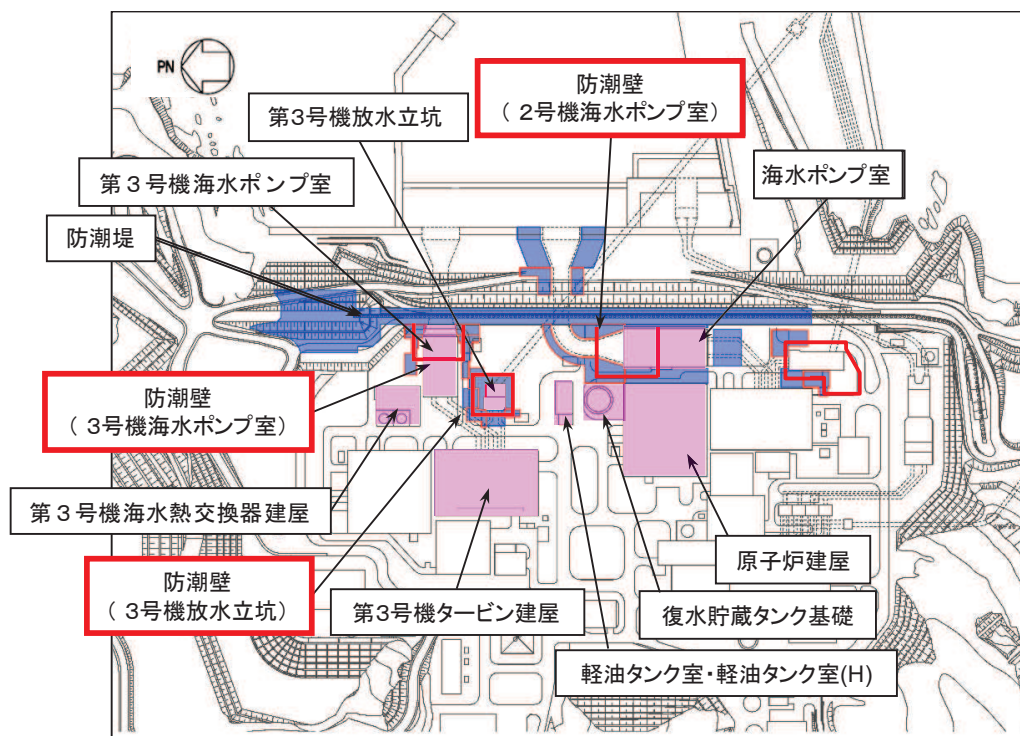 PN
防潮壁
（ 2号機海水ポンプ室）
第3号機放水立坑
海水ポンプ室
第３号機海水ポンプ室
防潮堤
防潮壁
（ 3号機海水ポンプ室）
第３号機海水熱交換器建屋
原子炉建屋
防潮壁
（ 3号機放水立坑）
第3号機タービン建屋
復水貯蔵タンク基礎
軽油タンク室・軽油タンク室(H)